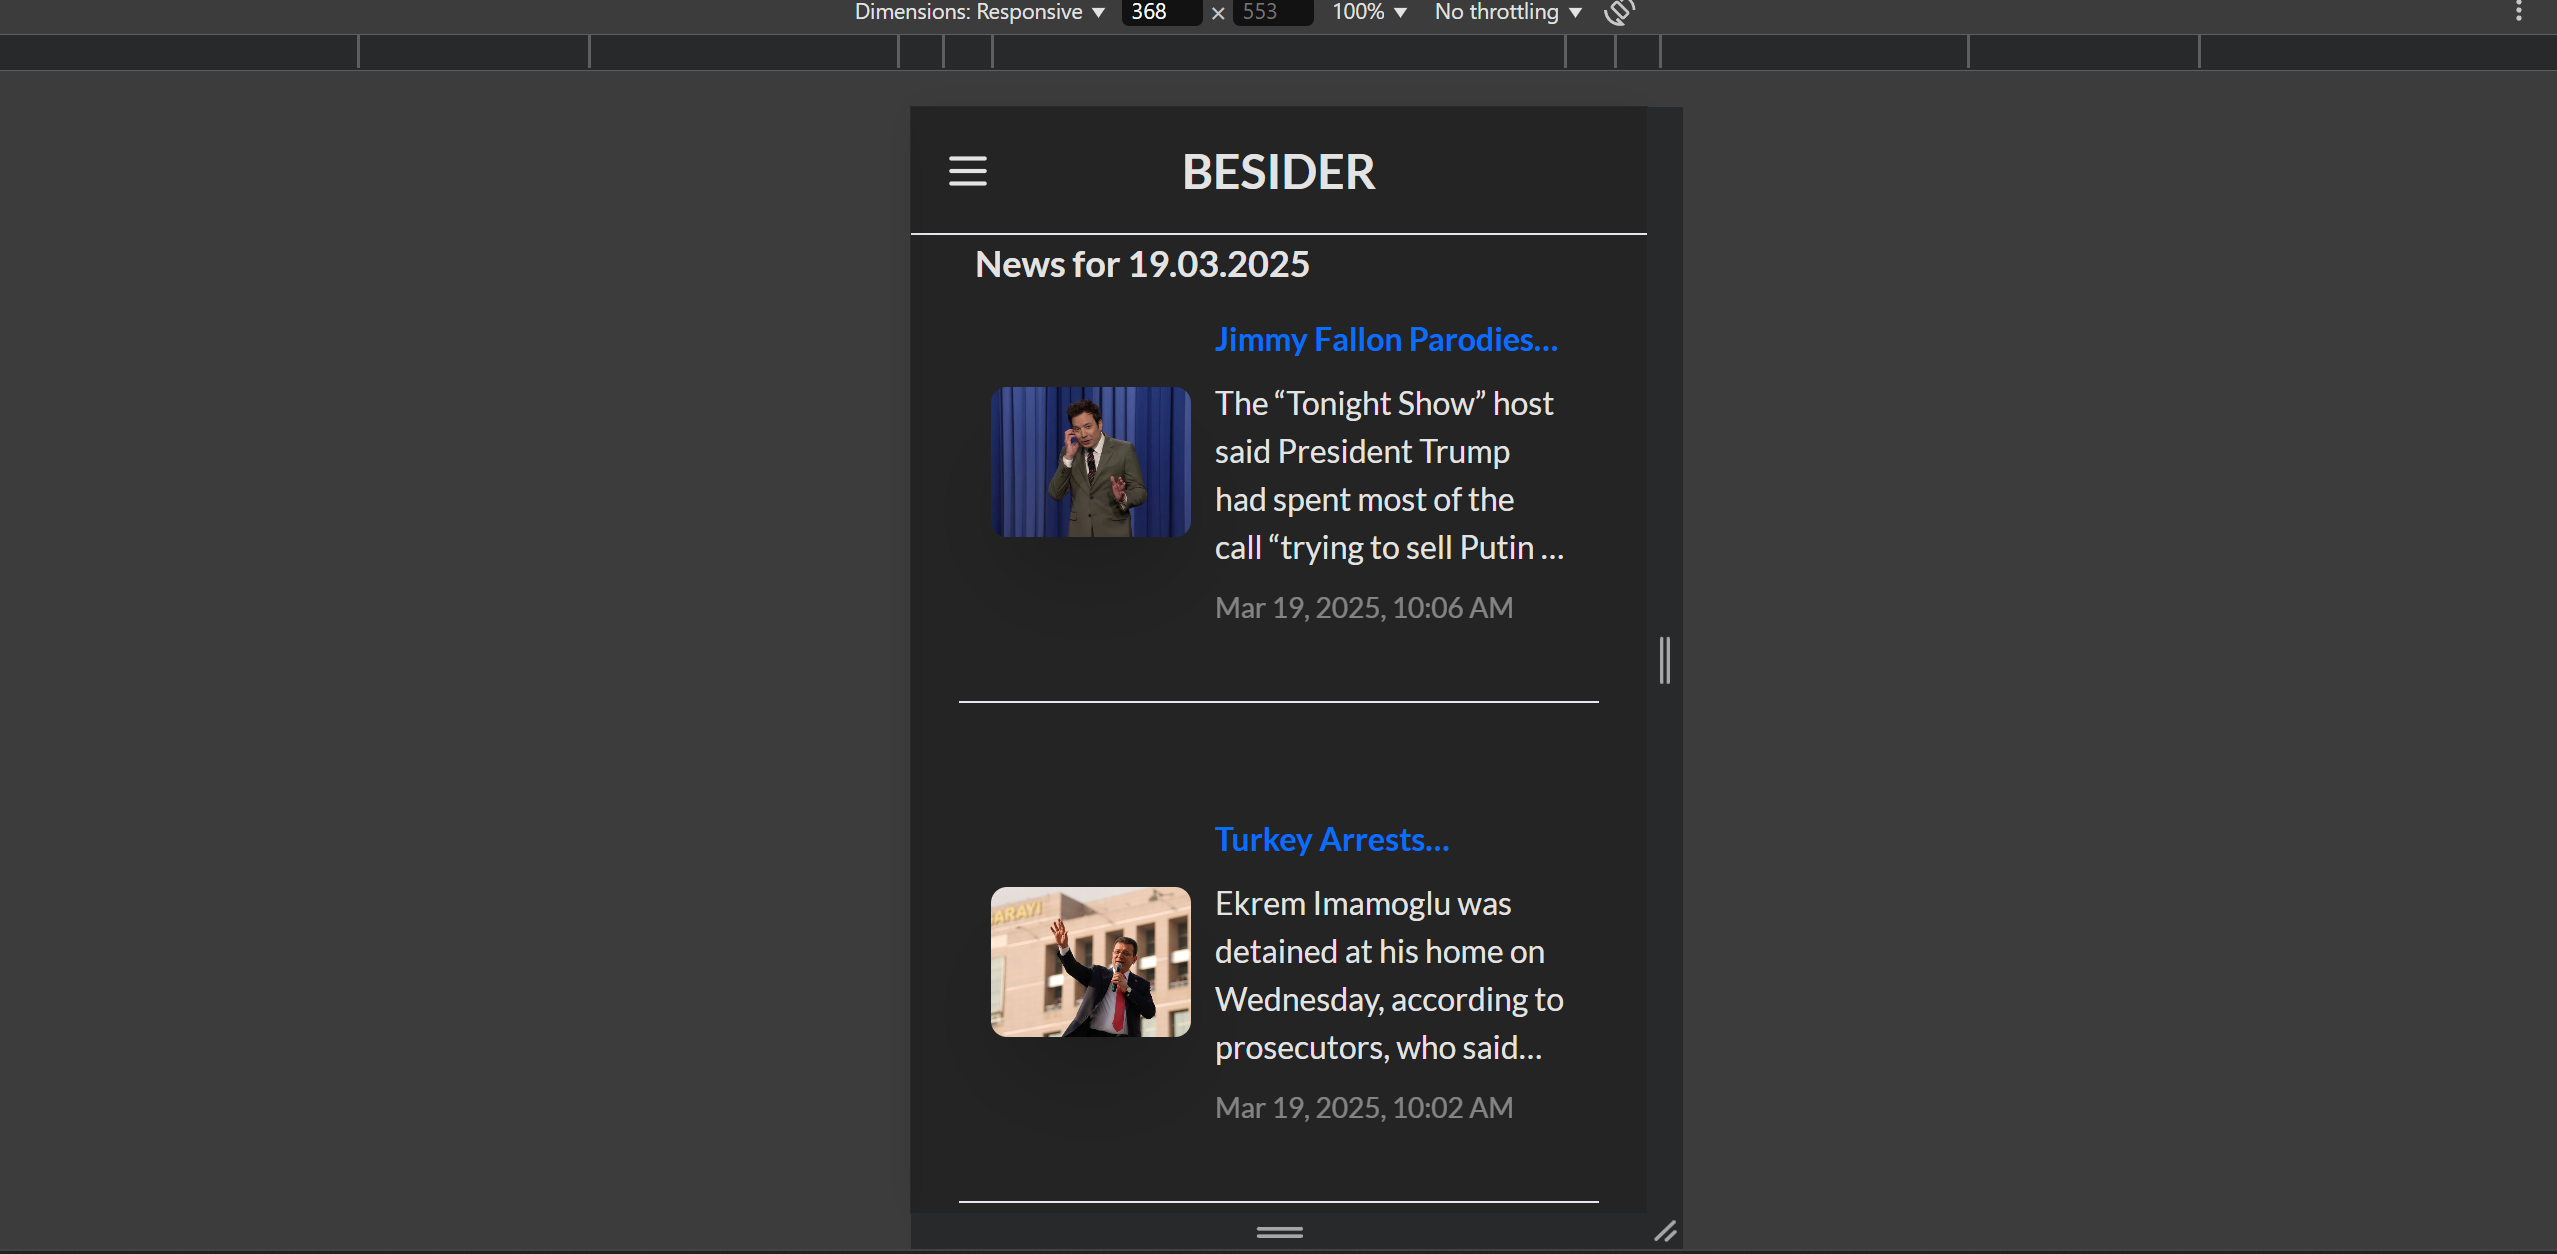 Dimensions: Responsive ▼ 368 × 553 100% ▼ No throttling ▼
BESIDER
News for 19.03.2025
Jimmy Fallon Parodies...
The “Tonight Show” host
said President Trump
had spent most of the
call “trying to sell Putin ...
Mar 19, 2025, 10:06 AM
Turkey Arrests...
ARAYI
Ekrem Imamoglu was
detained at his home on
Wednesday, according to
prosecutors, who said...
Mar 19, 2025, 10:02 AM